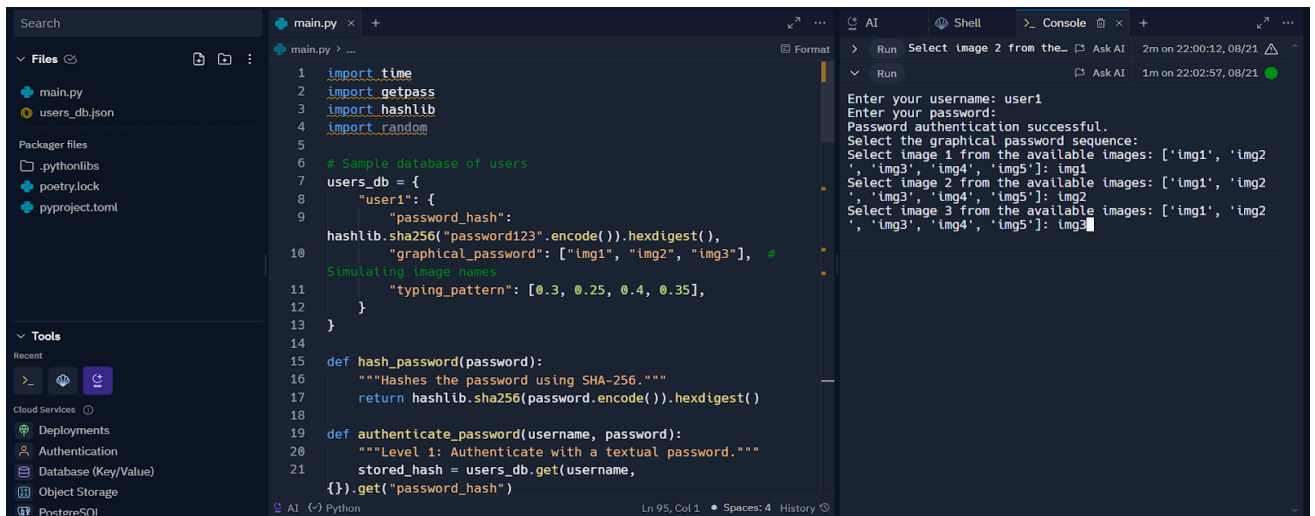 Search
Files
main.py
users_db.json
Packager files
.pythonlibs
poetry.lock
pyproject.toml
Tools
Recent
Cloud Services
Deployments
Authentication
Database (Key/Value)
Object Storage
PostgreSQL
main.py × +
main.py > ...
Format
1 import time
2 import getpass
3 import hashlib
4 import random
5
6 # Sample database of users
7 users_db = {
8 "user1": {
9 "password_hash":
hashlib.sha256("password123".encode()).hexdigest(),
10 "graphical_password": ["img1", "img2", "img3"], #
Simulating image names
11 "typing_pattern": [0.3, 0.25, 0.4, 0.35],
12 }
13 }
14
15 def hash_password(password):
16 """Hashes the password using SHA-256."""
17 return hashlib.sha256(password.encode()).hexdigest()
18
19 def authenticate_password(username, password):
20 """Level 1: Authenticate with a textual password."""
21 stored_hash = users_db.get(username,
{}).get("password_hash")
AI {✓} Python
Ln 95, Col 1 • Spaces: 4 History
AI
Shell
>_ Console × +
> Run Select image 2 from the… Ask AI 2m on 22:00:12, 08/21
Run Ask AI 1m on 22:02:57, 08/21
Enter your username: user1
Enter your password:
Password authentication successful.
Select the graphical password sequence:
Select image 1 from the available images: ['img1', 'img2
', 'img3', 'img4', 'img5']: img1
Select image 2 from the available images: ['img1', 'img2
', 'img3', 'img4', 'img5']: img2
Select image 3 from the available images: ['img1', 'img2
', 'img3', 'img4', 'img5']: img3